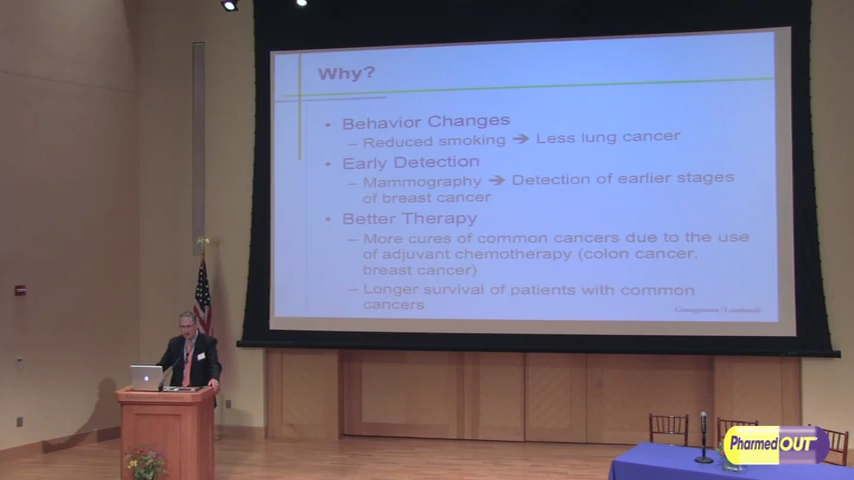 Why?
• Behavior Changes
– Reduced smoking ➔ Less lung cancer
• Early Detection
– Mammography ➔ Detection of earlier stages
of breast cancer
• Better Therapy
– More cures of common cancers due to the use
of adjuvant chemotherapy (colon cancer,
breast cancer)
– Longer survival of patients with common
cancers
Georgetown | Lombardi
PharmedOUT